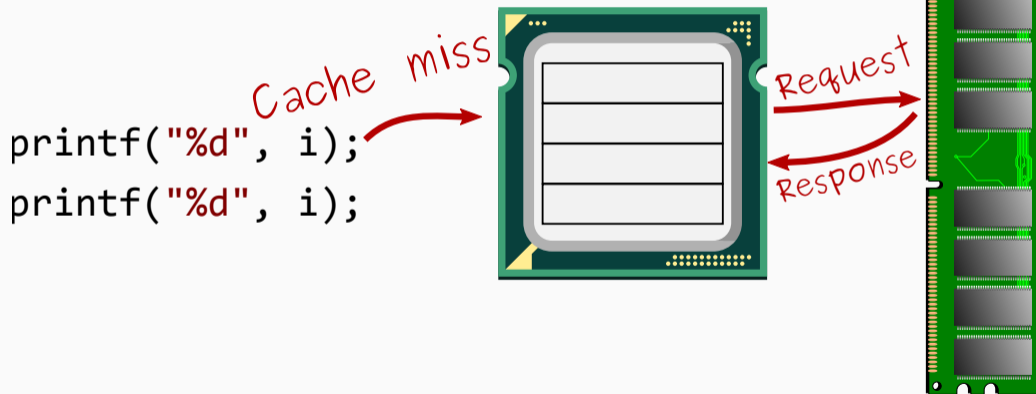 Cache miss
Request
printf("%d", i);
Response
printf("%d", i);